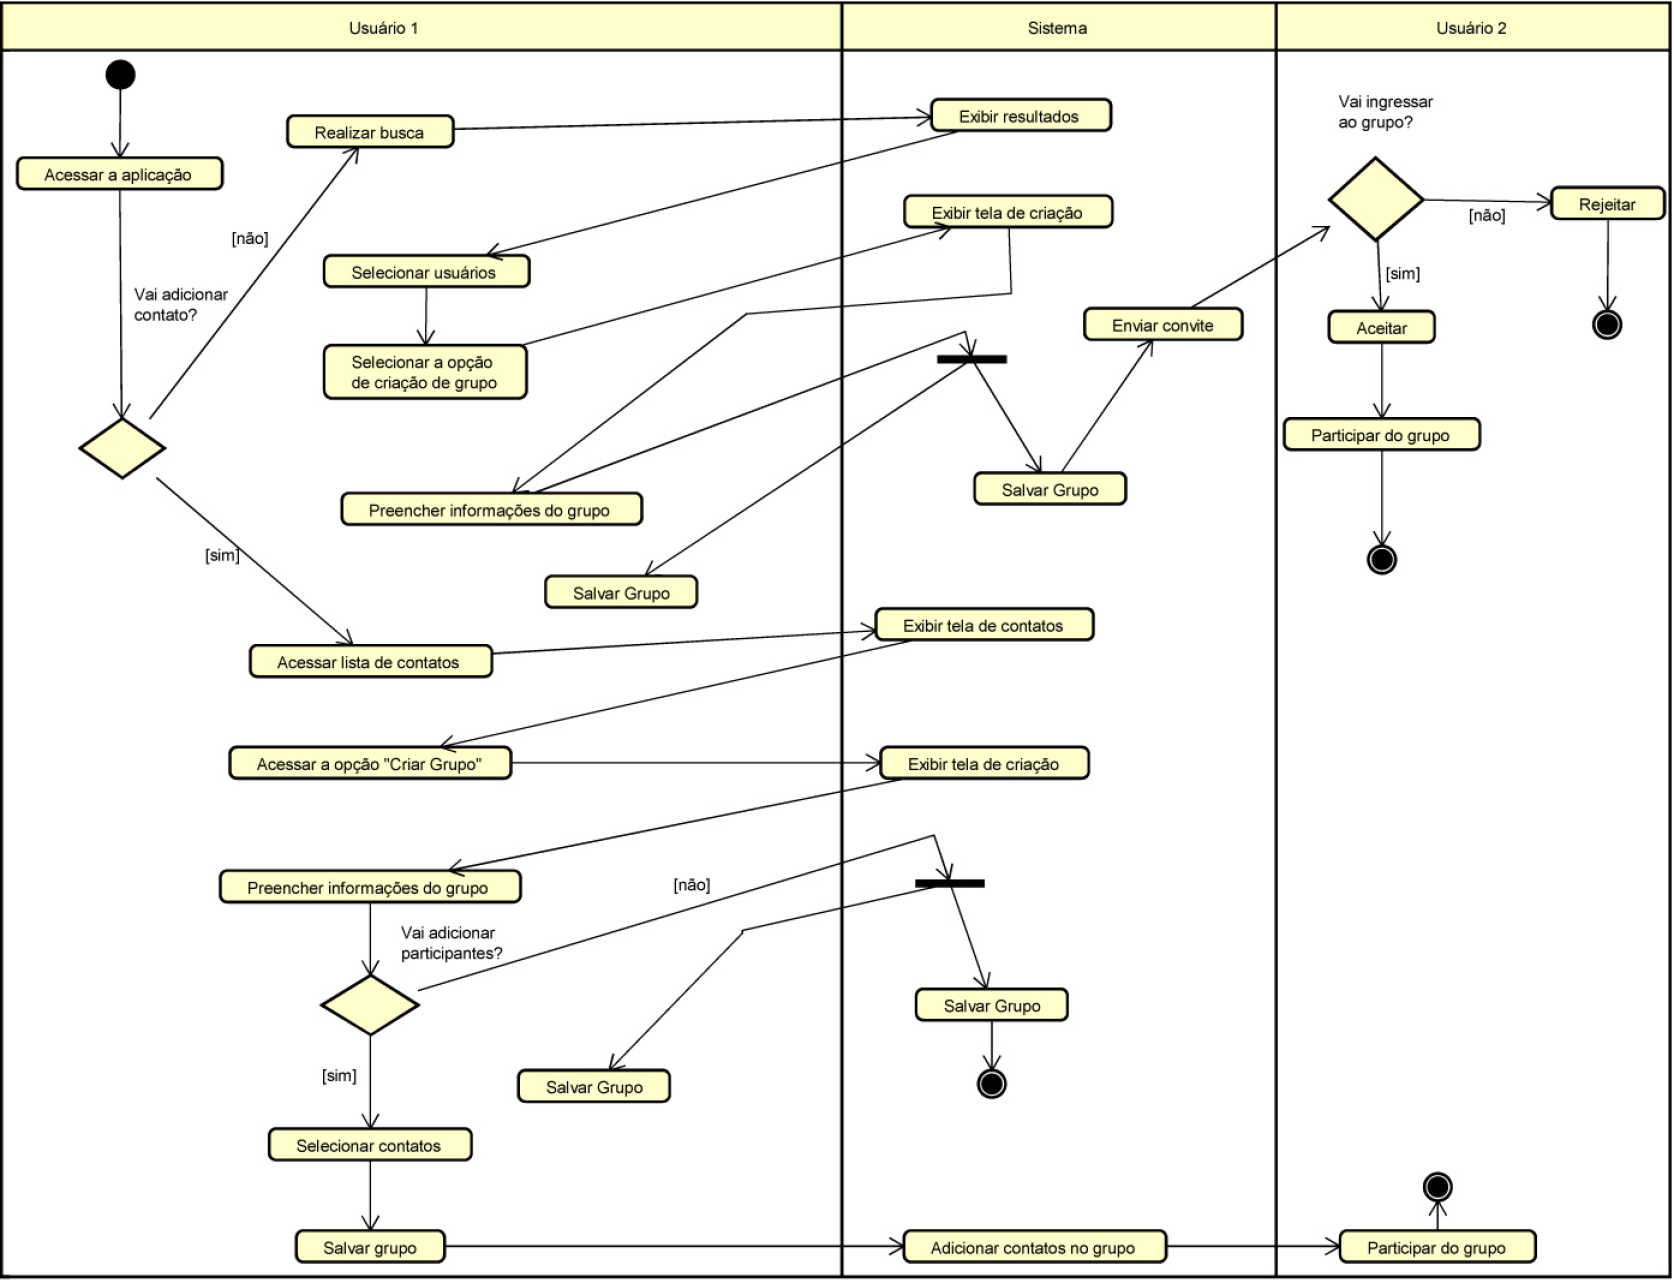 Usuário 1
Sistema
Usuário 2
Acessar a aplicação
Realizar busca
Exibir resultados
Vai ingressar
ao grupo?
[não]
Rejeitar
[sim]
Aceitar
Participar do grupo
[não]
Vai adicionar
contato?
Selecionar usuários
Selecionar a opção
de criação de grupo
Exibir tela de criação
Enviar convite
Preencher informações do grupo
Salvar Grupo
[sim]
Salvar Grupo
Acessar lista de contatos
Exibir tela de contatos
Acessar a opção "Criar Grupo"
Exibir tela de criação
Preencher informações do grupo
[não]
Vai adicionar
participantes?
[sim]
Salvar Grupo
Salvar Grupo
Selecionar contatos
Salvar grupo
Adicionar contatos no grupo
Participar do grupo